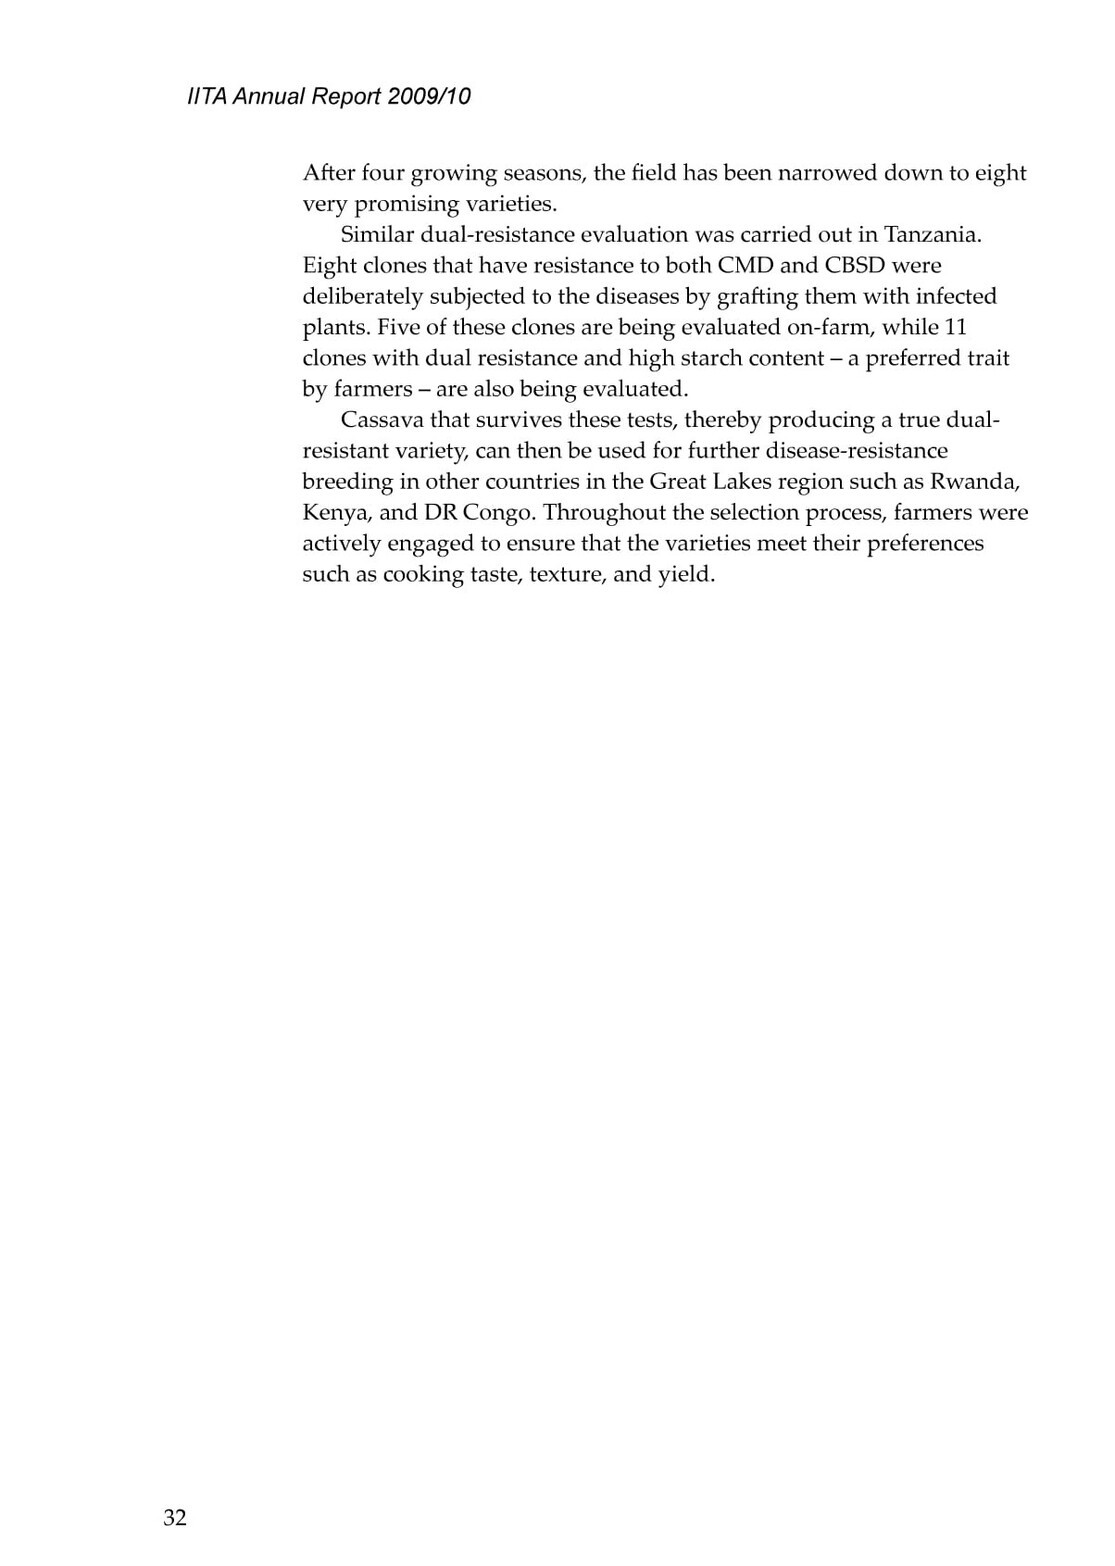 IITA Annual Report 2009/10
After four growing seasons, the field has been narrowed down to eight
very promising varieties.
Similar dual-resistance evaluation was carried out in Tanzania.
Eight clones that have resistance to both CMD and CBSD were
deliberately subjected to the diseases by grafting them with infected
plants. Five of these clones are being evaluated on-farm, while 11
clones with dual resistance and high starch content – a preferred trait
by farmers – are also being evaluated.
Cassava that survives these tests, thereby producing a true dual-
resistant variety, can then be used for further disease-resistance
breeding in other countries in the Great Lakes region such as Rwanda,
Kenya, and DR Congo. Throughout the selection process, farmers were
actively engaged to ensure that the varieties meet their preferences
such as cooking taste, texture, and yield.
32